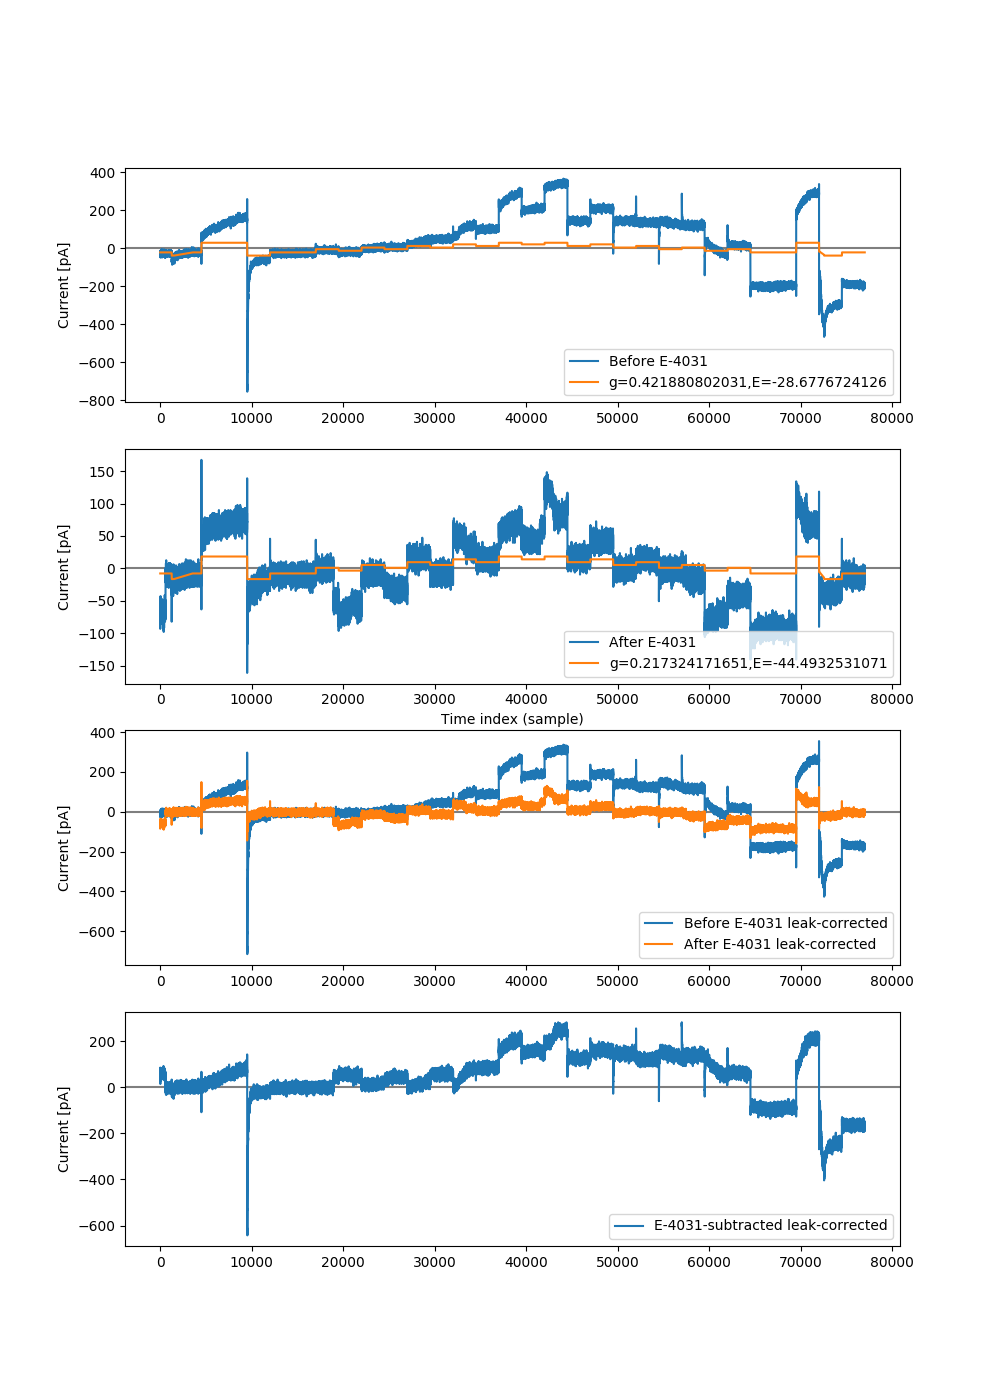 400
200
0
−200
−400
−600
−800
Current [pA]
Before E-4031
g=0.421880802031,E=-28.6776724126
0 10000 20000 30000 40000 50000 60000 70000 80000
150
100
50
0
−50
−100
−150
Current [pA]
After E-4031
g=0.217324171651,E=-44.4932531071
0 10000 20000 30000 40000 50000 60000 70000 80000
Time index (sample)
400
200
0
−200
−400
−600
Current [pA]
Before E-4031 leak-corrected
After E-4031 leak-corrected
0 10000 20000 30000 40000 50000 60000 70000 80000
200
0
−200
−400
−600
Current [pA]
E-4031-subtracted leak-corrected
0 10000 20000 30000 40000 50000 60000 70000 80000